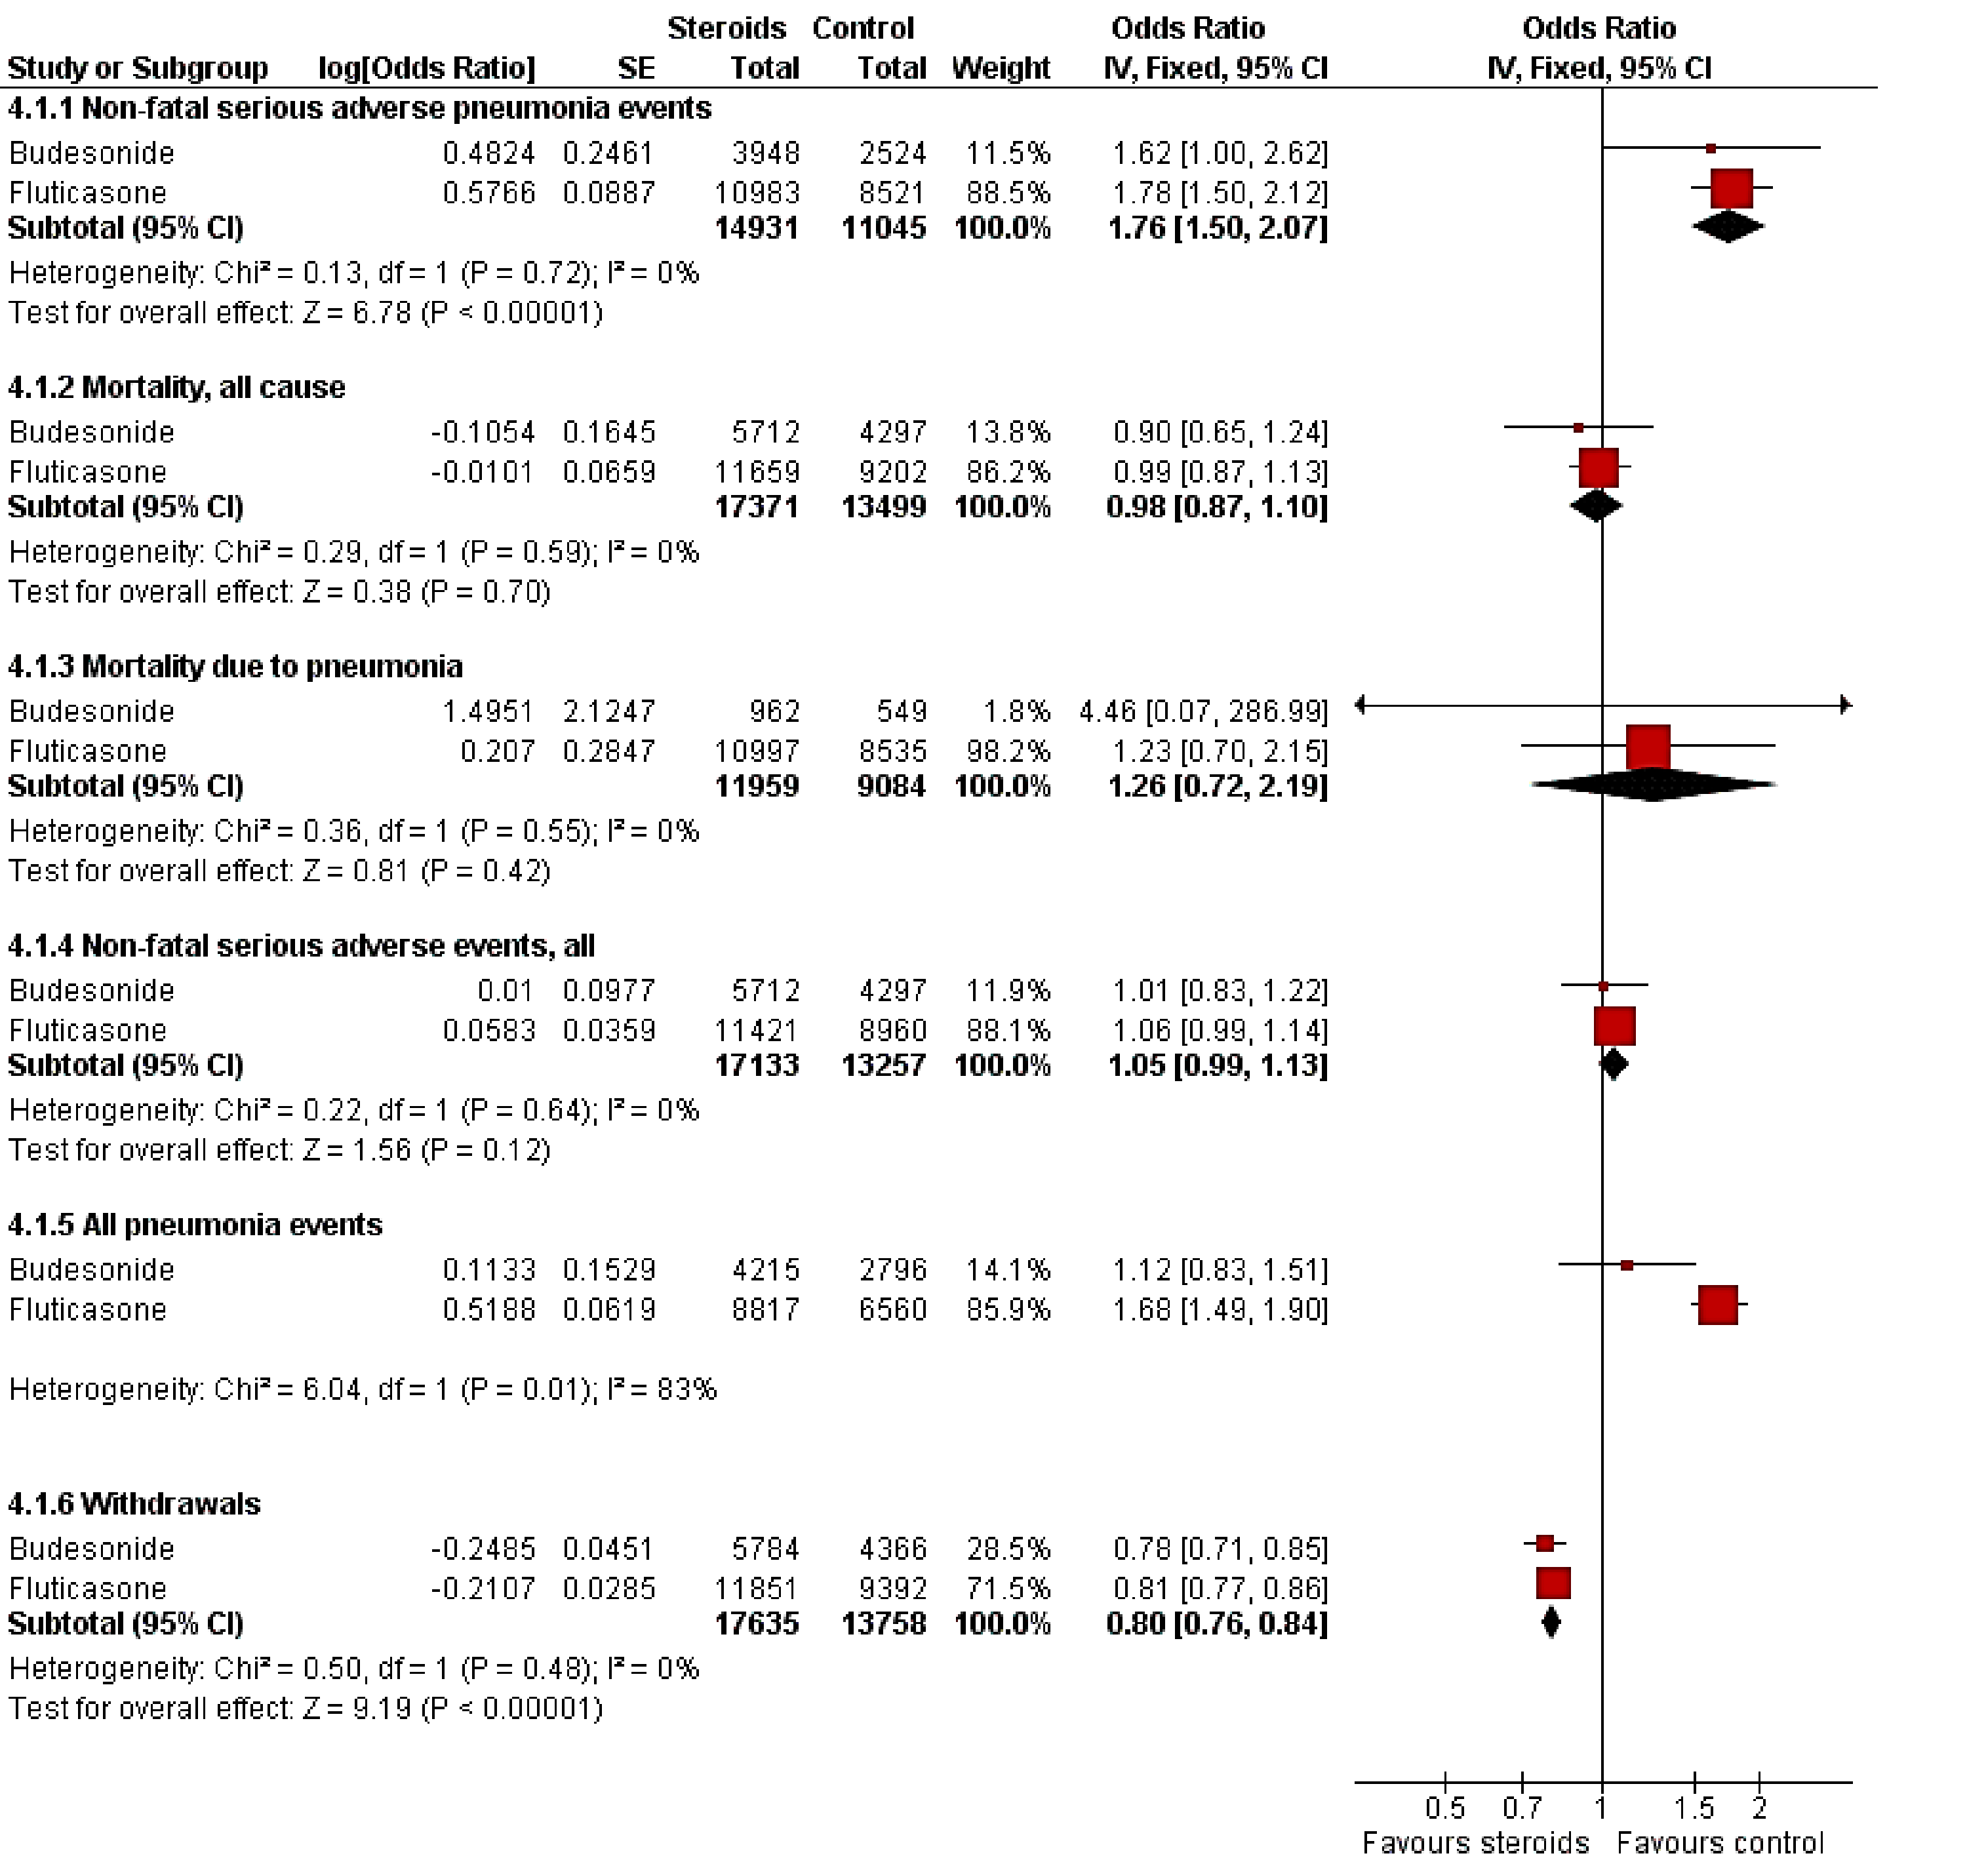 Steroids Control Odds Ratio Odds Ratio
Study or Subgroup log[Odds Ratio] SE Total Total Weight IV, Fixed, 95% CI IV, Fixed, 95% CI
4.1.1 Non-fatal serious adverse pneumonia events
Budesonide 0.4824 0.2461 3948 2524 11.5% 1.62 [1.00, 2.62]
Fluticasone 0.5766 0.0887 10983 8521 88.5% 1.78 [1.50, 2.12]
Subtotal (95% CI) 14931 11045 100.0% 1.76 [1.50, 2.07]
Heterogeneity: Chi² = 0.13, df = 1 (P = 0.72); I² = 0%
Test for overall effect: Z = 6.78 (P < 0.00001)
4.1.2 Mortality, all cause
Budesonide -0.1054 0.1645 5712 4297 13.8% 0.90 [0.65, 1.24]
Fluticasone -0.0101 0.0659 11659 9202 86.2% 0.99 [0.87, 1.13]
Subtotal (95% CI) 17371 13499 100.0% 0.98 [0.87, 1.10]
Heterogeneity: Chi² = 0.29, df = 1 (P = 0.59); I² = 0%
Test for overall effect: Z = 0.38 (P = 0.70)
4.1.3 Mortality due to pneumonia
Budesonide 1.4951 2.1247 962 549 1.8% 4.46 [0.07, 286.99]
Fluticasone 0.207 0.2847 10997 8535 98.2% 1.23 [0.70, 2.15]
Subtotal (95% CI) 11959 9084 100.0% 1.26 [0.72, 2.19]
Heterogeneity: Chi² = 0.36, df = 1 (P = 0.55); I² = 0%
Test for overall effect: Z = 0.81 (P = 0.42)
4.1.4 Non-fatal serious adverse events, all
Budesonide 0.01 0.0977 5712 4297 11.9% 1.01 [0.83, 1.22]
Fluticasone 0.0583 0.0359 11421 8960 88.1% 1.06 [0.99, 1.14]
Subtotal (95% CI) 17133 13257 100.0% 1.05 [0.99, 1.13]
Heterogeneity: Chi² = 0.22, df = 1 (P = 0.64); I² = 0%
Test for overall effect: Z = 1.56 (P = 0.12)
4.1.5 All pneumonia events
Budesonide 0.1133 0.1529 4215 2796 14.1% 1.12 [0.83, 1.51]
Fluticasone 0.5188 0.0619 8817 6560 85.9% 1.68 [1.49, 1.90]
Heterogeneity: Chi² = 6.04, df = 1 (P = 0.01); I² = 83%
4.1.6 Withdrawals
Budesonide -0.2485 0.0451 5784 4366 28.5% 0.78 [0.71, 0.85]
Fluticasone -0.2107 0.0285 11851 9392 71.5% 0.81 [0.77, 0.86]
Subtotal (95% CI) 17635 13758 100.0% 0.80 [0.76, 0.84]
Heterogeneity: Chi² = 0.50, df = 1 (P = 0.48); I² = 0%
Test for overall effect: Z = 9.19 (P < 0.00001)
0.5 0.7 1 1.5 2
Favours steroids Favours control